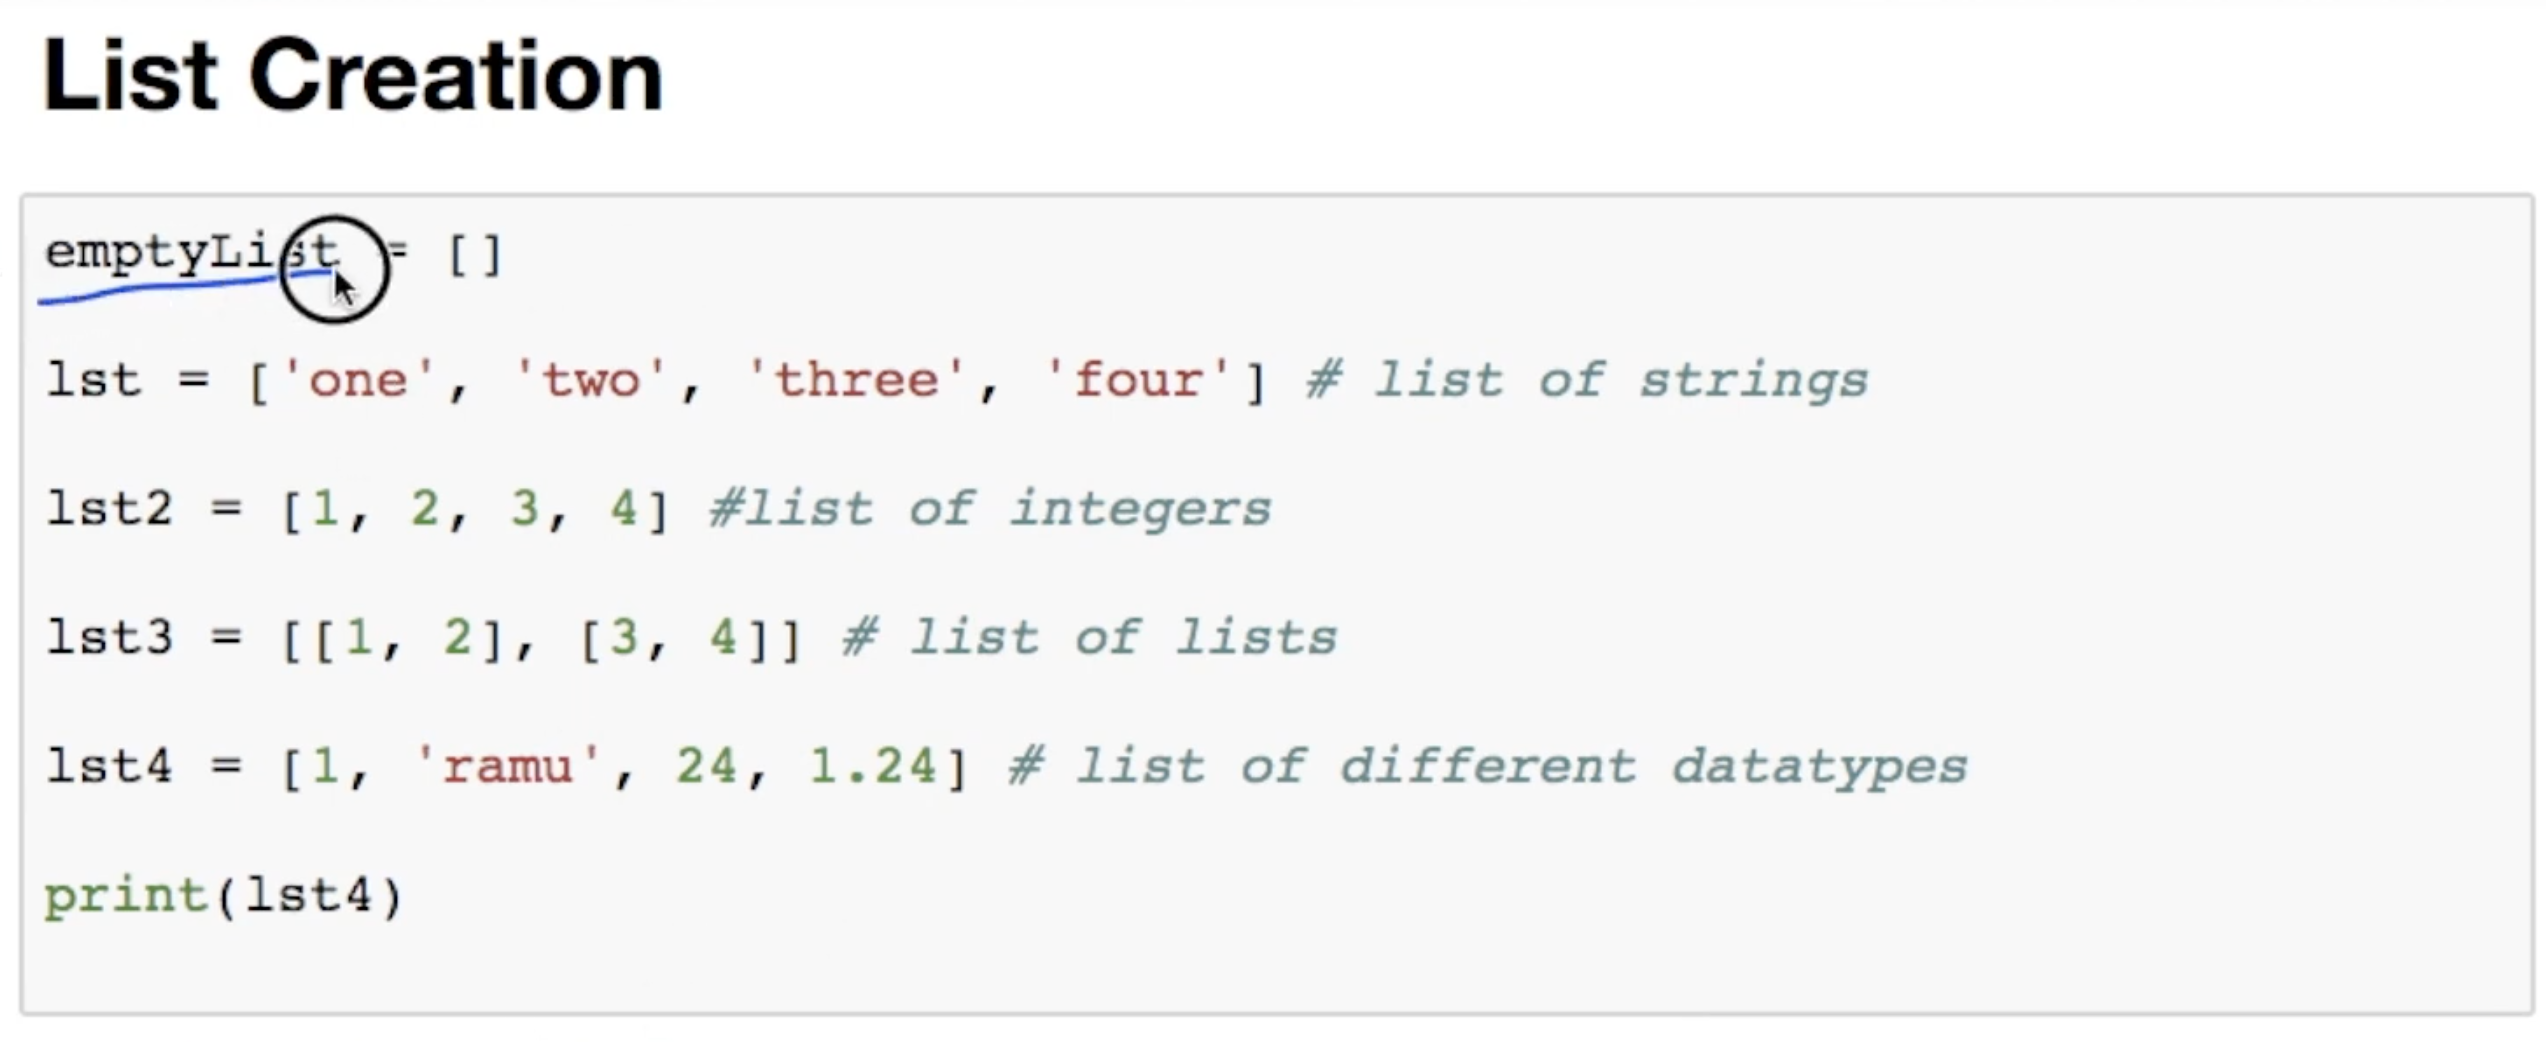 List Creation
emptyList = []
lst = ['one', 'two', 'three', 'four'] # list of strings
lst2 = [1, 2, 3, 4] #list of integers
lst3 = [[1, 2], [3, 4]] # list of lists
lst4 = [1, 'ramu', 24, 1.24] # list of different datatypes
print(lst4)